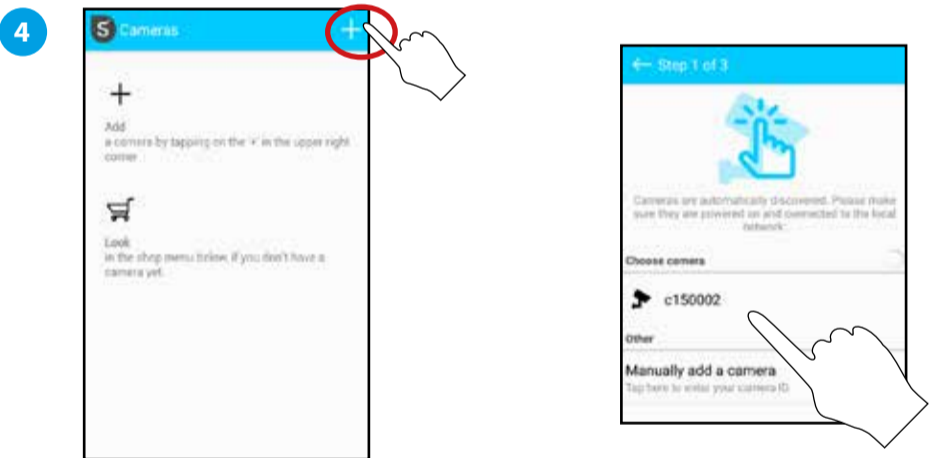 4
S Cameras +
+
Add
a camera by tapping on the '+' in the upper right
corner
Look
in the shop menu below, if you don't have a
camera yet.
← Step 1 of 3
Cameras are automatically discovered. Please make
sure they are powered on and connected to the local
network.
Choose camera
c150002
Other
Manually add a camera
Tap here to enter your camera ID